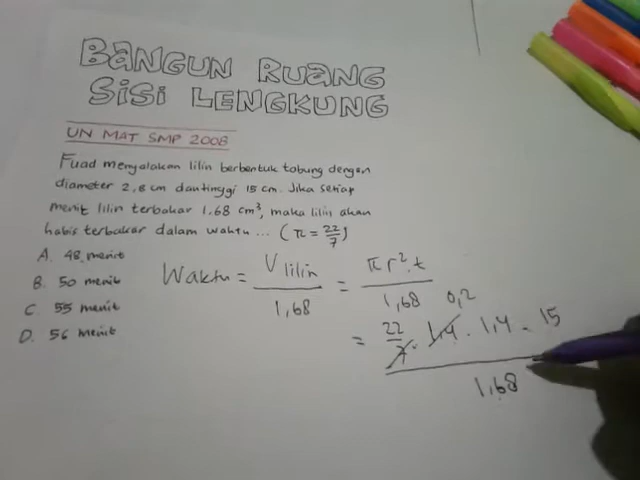 BANGUN RUANG
SISI LENGKUNG
UN MAT SMP 2008
Fuad menyalakan lilin berbentuk tabung dengan
diameter 2,8 cm dan tinggi 15 cm. Jika setiap
menit lilin terbakar 1.68 cm³, maka lilin akan
habis terbakar dalam waktu ... (π = 22/7)
A. 48 menit
B. 50 menit
C. 55 menit
D. 56 menit
Waktu = V lilin / 1,68 = π r². t / 1,68
0,2
= 22/7 . 1,4 . 1,4 . 15 / 1,68